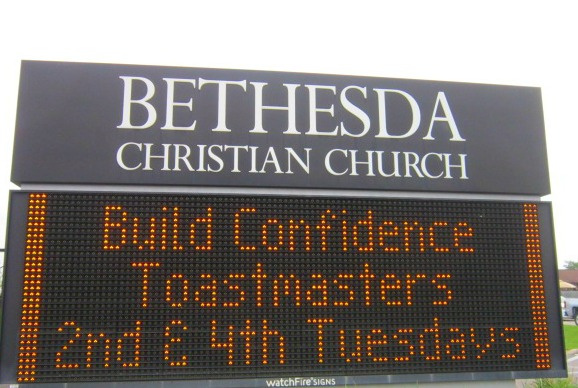 BETHESDA
CHRISTIAN CHURCH
Build Confidence
Toastmasters
2nd & 4th Tuesdays
watchFire SIGNS